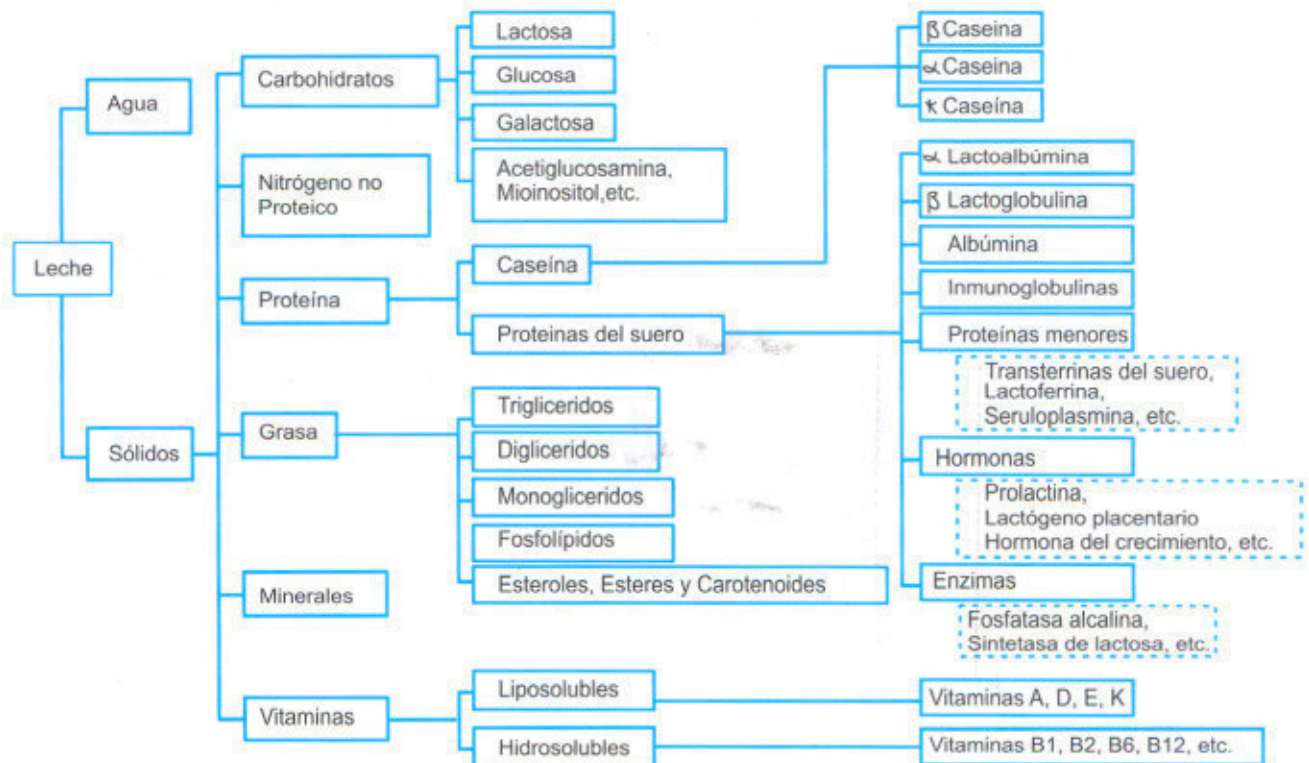 Leche
Agua
Sólidos
Carbohidratos
Lactosa
Glucosa
Galactosa
Acetiglucosamina,
Mioinositol,etc.
Nitrógeno no
Proteico
Proteína
Caseína
β Caseina
α Caseina
κ Caseína
Proteinas del suero
α Lactoalbúmina
β Lactoglobulina
Albúmina
Inmunoglobulinas
Proteínas menores
Transterrinas del suero,
Lactoferrina,
Seruloplasmina, etc.
Hormonas
Prolactina,
Lactógeno placentario
Hormona del crecimiento, etc.
Enzimas
Fosfatasa alcalina,
Sintetasa de lactosa, etc.
Grasa
Trigliceridos
Digliceridos
Monogliceridos
Fosfolípidos
Esteroles, Esteres y Carotenoides
Minerales
Vitaminas
Liposolubles
Vitaminas A, D, E, K
Hidrosolubles
Vitaminas B1, B2, B6, B12, etc.